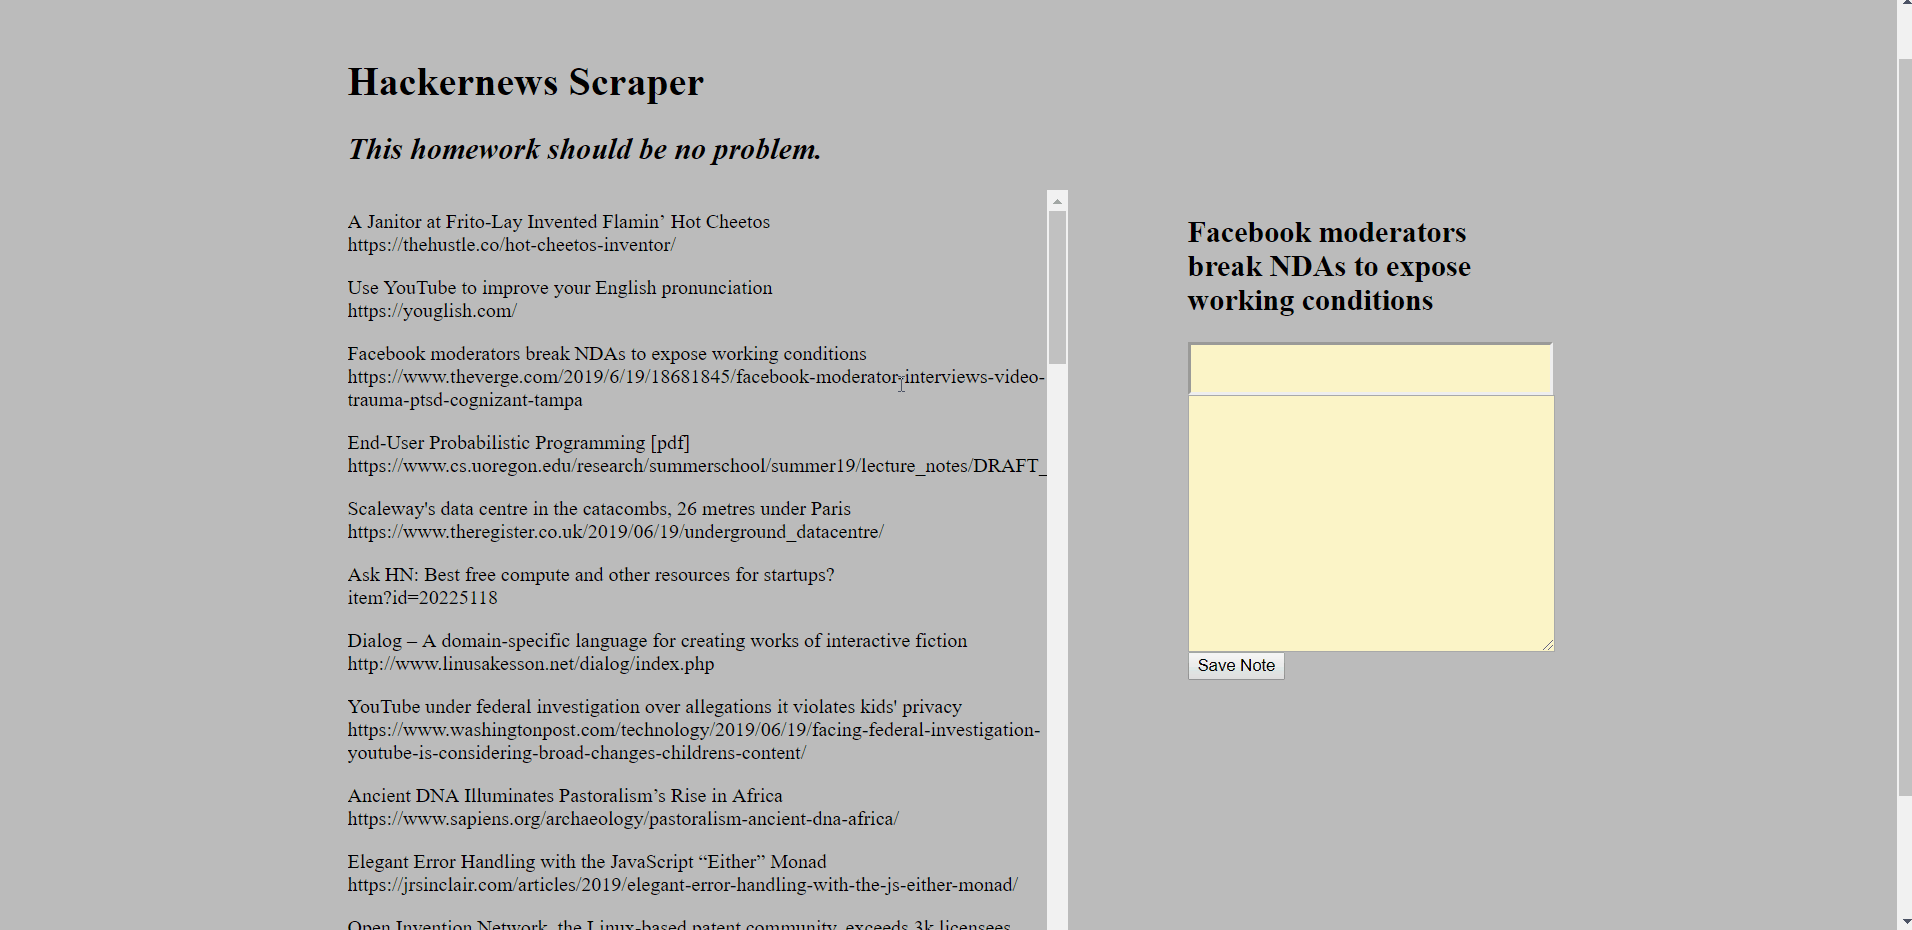 Hackernews Scraper
This homework should be no problem.
A Janitor at Frito-Lay Invented Flamin’ Hot Cheetos
https://thehustle.co/hot-cheetos-inventor/
Use YouTube to improve your English pronunciation
https://youglish.com/
Facebook moderators break NDAs to expose working conditions
https://www.theverge.com/2019/6/19/18681845/facebook-moderator-interviews-video-
trauma-ptsd-cognizant-tampa
End-User Probabilistic Programming [pdf]
https://www.cs.uoregon.edu/research/summerschool/summer19/lecture_notes/DRAFT_
Scaleway's data centre in the catacombs, 26 metres under Paris
https://www.theregister.co.uk/2019/06/19/underground_datacentre/
Ask HN: Best free compute and other resources for startups?
item?id=20225118
Dialog – A domain-specific language for creating works of interactive fiction
http://www.linusakesson.net/dialog/index.php
YouTube under federal investigation over allegations it violates kids' privacy
https://www.washingtonpost.com/technology/2019/06/19/facing-federal-investigation-
youtube-is-considering-broad-changes-childrens-content/
Ancient DNA Illuminates Pastoralism’s Rise in Africa
https://www.sapiens.org/archaeology/pastoralism-ancient-dna-africa/
Elegant Error Handling with the JavaScript “Either” Monad
https://jrsinclair.com/articles/2019/elegant-error-handling-with-the-js-either-monad/
Open Invention Network, the Linux-based patent community, exceeds 3k licensees
Facebook moderators
break NDAs to expose
working conditions
Save Note